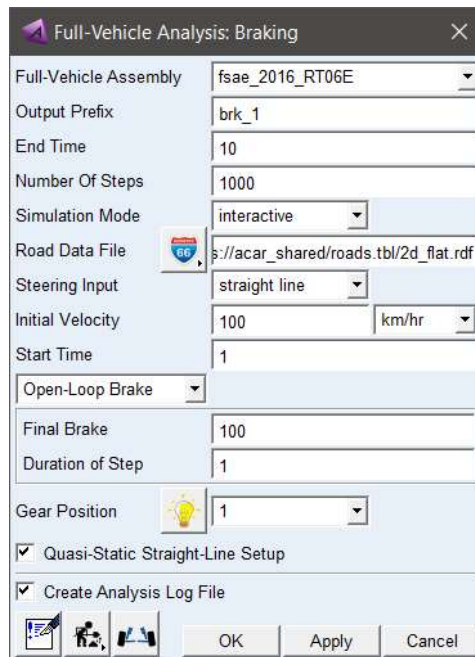 Full-Vehicle Analysis: Braking
Full-Vehicle Assembly fsae_2016_RT06E
Output Prefix brk_1
End Time 10
Number Of Steps 1000
Simulation Mode interactive
Road Data File 66 s://acar_shared/roads.tbl/2d_flat.rdf
Steering Input straight line
Initial Velocity 100 km/hr
Start Time 1
Open-Loop Brake
Final Brake 100
Duration of Step 1
Gear Position 1
Quasi-Static Straight-Line Setup
Create Analysis Log File
OK Apply Cancel